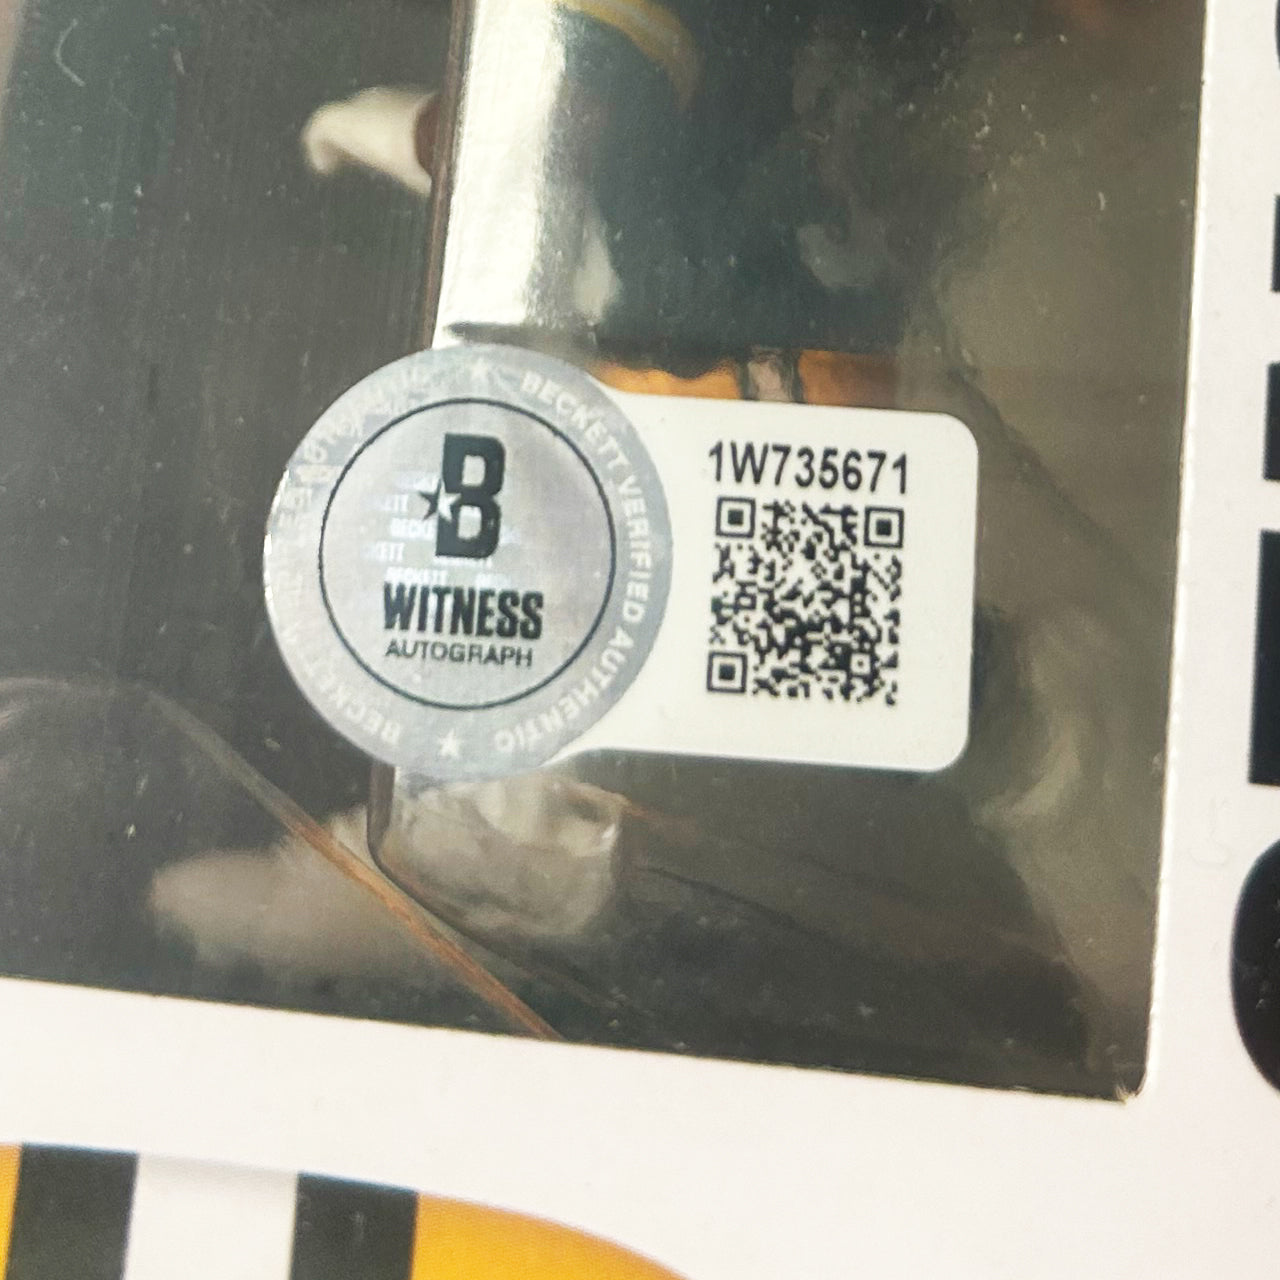 BECKETT VERIFIED AUTHENTIC
B
WITNESS
AUTOGRAPH
1W735671